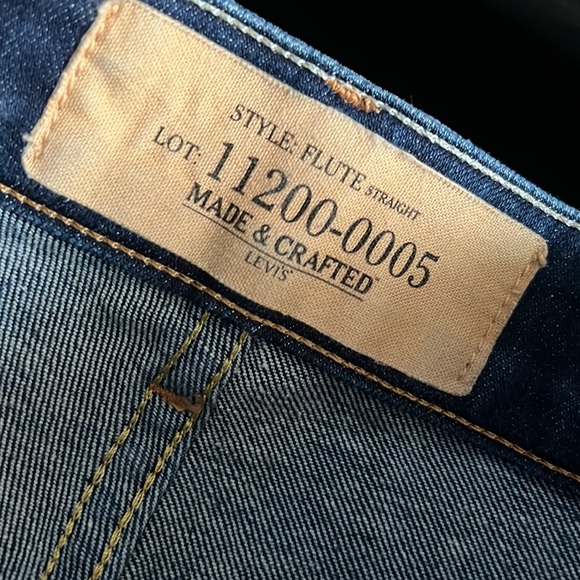 STYLE: FLUTE STRAIGHT
LOT: 11200-0005
MADE & CRAFTED
LEVI'S